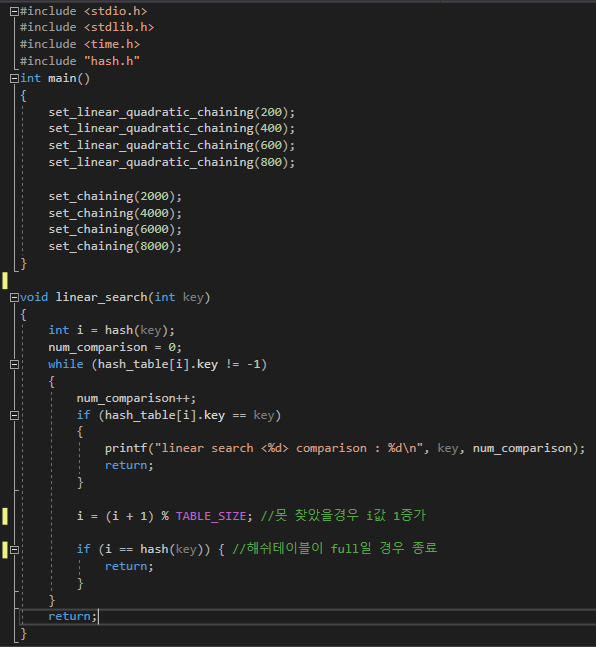 #include <stdio.h>
#include <stdlib.h>
#include <time.h>
#include "hash.h"
int main()
{
set_linear_quadratic_chaining(200);
set_linear_quadratic_chaining(400);
set_linear_quadratic_chaining(600);
set_linear_quadratic_chaining(800);
set_chaining(2000);
set_chaining(4000);
set_chaining(6000);
set_chaining(8000);
}
void linear_search(int key)
{
int i = hash(key);
num_comparison = 0;
while (hash_table[i].key != -1)
{
num_comparison++;
if (hash_table[i].key == key)
{
printf("linear search <%d> comparison : %d\n", key, num_comparison);
return;
}
i = (i + 1) % TABLE_SIZE; //못 찾았을경우 i값 1증가
if (i == hash(key)) { //해쉬테이블이 full일 경우 종료
return;
}
}
return;
}